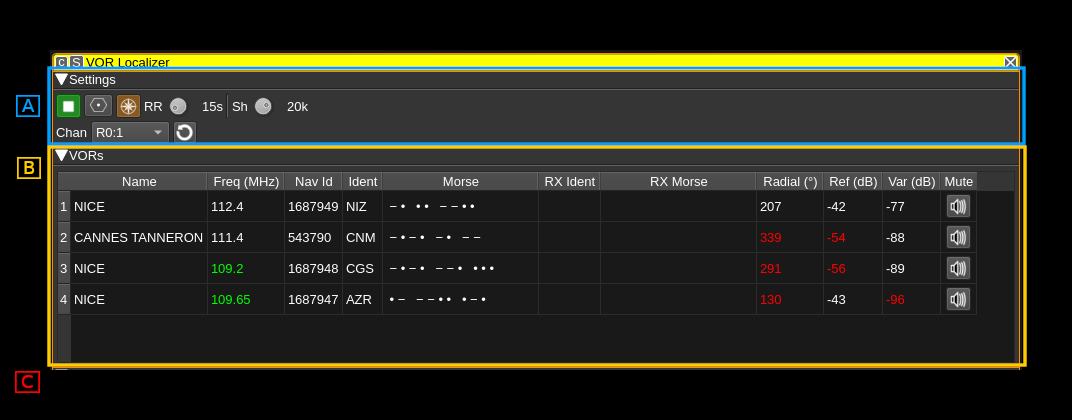 C S VOR Localizer
A
Settings
RR 15s Sh 20k
Chan R0:1
B
VORs
Name Freq (MHz) Nav Id Ident Morse RX Ident RX Morse Radial (°) Ref (dB) Var (dB) Mute
1 NICE 112.4 1687949 NIZ −• •• −−•• 207 -42 -77
2 CANNES TANNERON 111.4 543790 CNM −•−• −• −− 339 -54 -88
3 NICE 109.2 1687948 CGS −•−• −−• ••• 291 -56 -89
4 NICE 109.65 1687947 AZR •− −−•• •−• 130 -43 -96
C